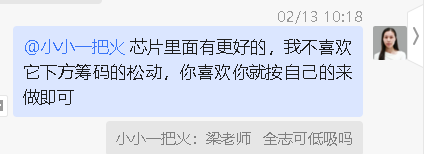 02/13 10:18
@小小一把火 芯片里面有更好的，我不喜欢
它下方筹码的松动，你喜欢你就按自己的来
做即可
小小一把火：梁老师 全志可低吸吗